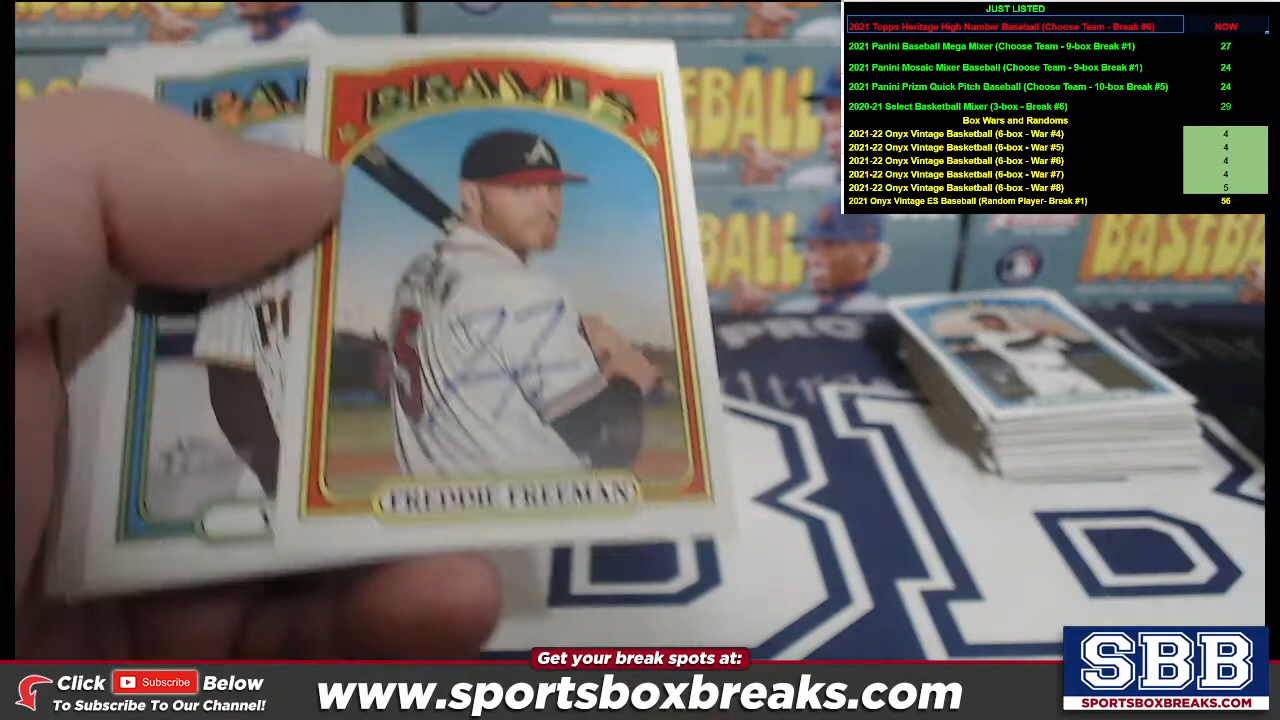 JUST LISTED
2021 Topps Heritage High Number Baseball (Choose Team - Break #6) NOW
2021 Panini Baseball Mega Mixer (Choose Team - 9-box Break #1) 27
2021 Panini Mosaic Mixer Baseball (Choose Team - 9-box Break #1) 24
2021 Panini Prizm Quick Pitch Baseball (Choose Team - 10-box Break #5) 24
2020-21 Select Basketball Mixer (3-box - Break #6) 29
Box Wars and Randoms
2021-22 Onyx Vintage Basketball (6-box - War #4) 4
2021-22 Onyx Vintage Basketball (6-box - War #5) 4
2021-22 Onyx Vintage Basketball (6-box - War #6) 4
2021-22 Onyx Vintage Basketball (6-box - War #7) 4
2021-22 Onyx Vintage Basketball (6-box - War #8) 5
2021 Onyx Vintage ES Baseball (Random Player- Break #1) 56
BRAVES
A
5
FREDDIE FREEMAN
Get your break spots at:
Click Subscribe Below
To Subscribe To Our Channel!
www.sportsboxbreaks.com
SBB
SPORTSBOXBREAKS.COM